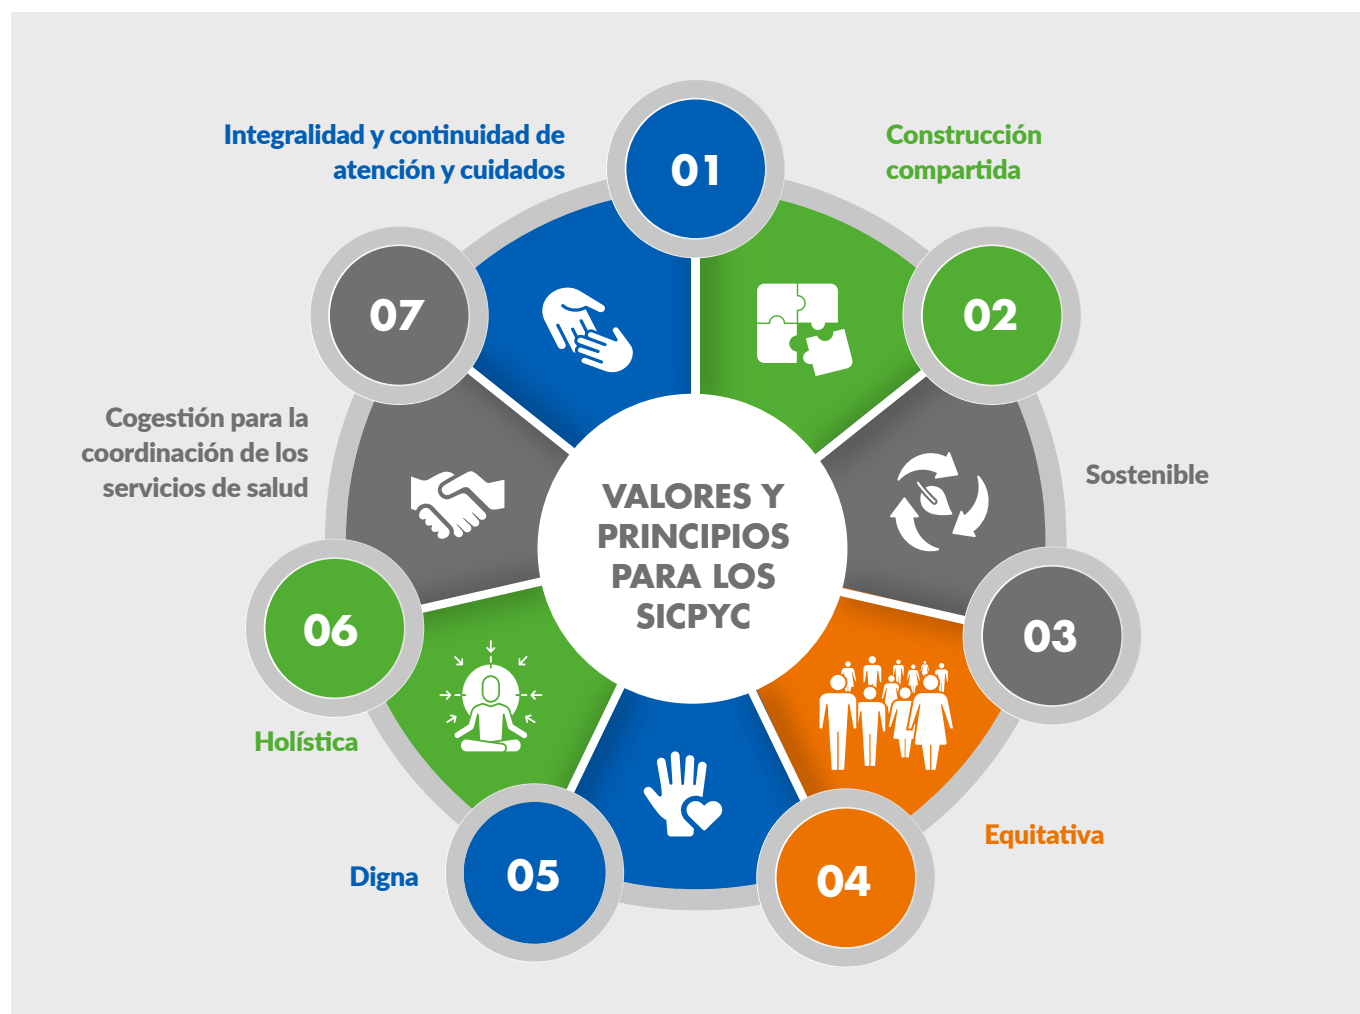 VALORES Y
PRINCIPIOS
PARA LOS
SICPYC
01
Integralidad y continuidad de
atención y cuidados
02
Construcción
compartida
03
Sostenible
04
Equitativa
05
Digna
06
Holística
07
Cogestión para la
coordinación de los
servicios de salud